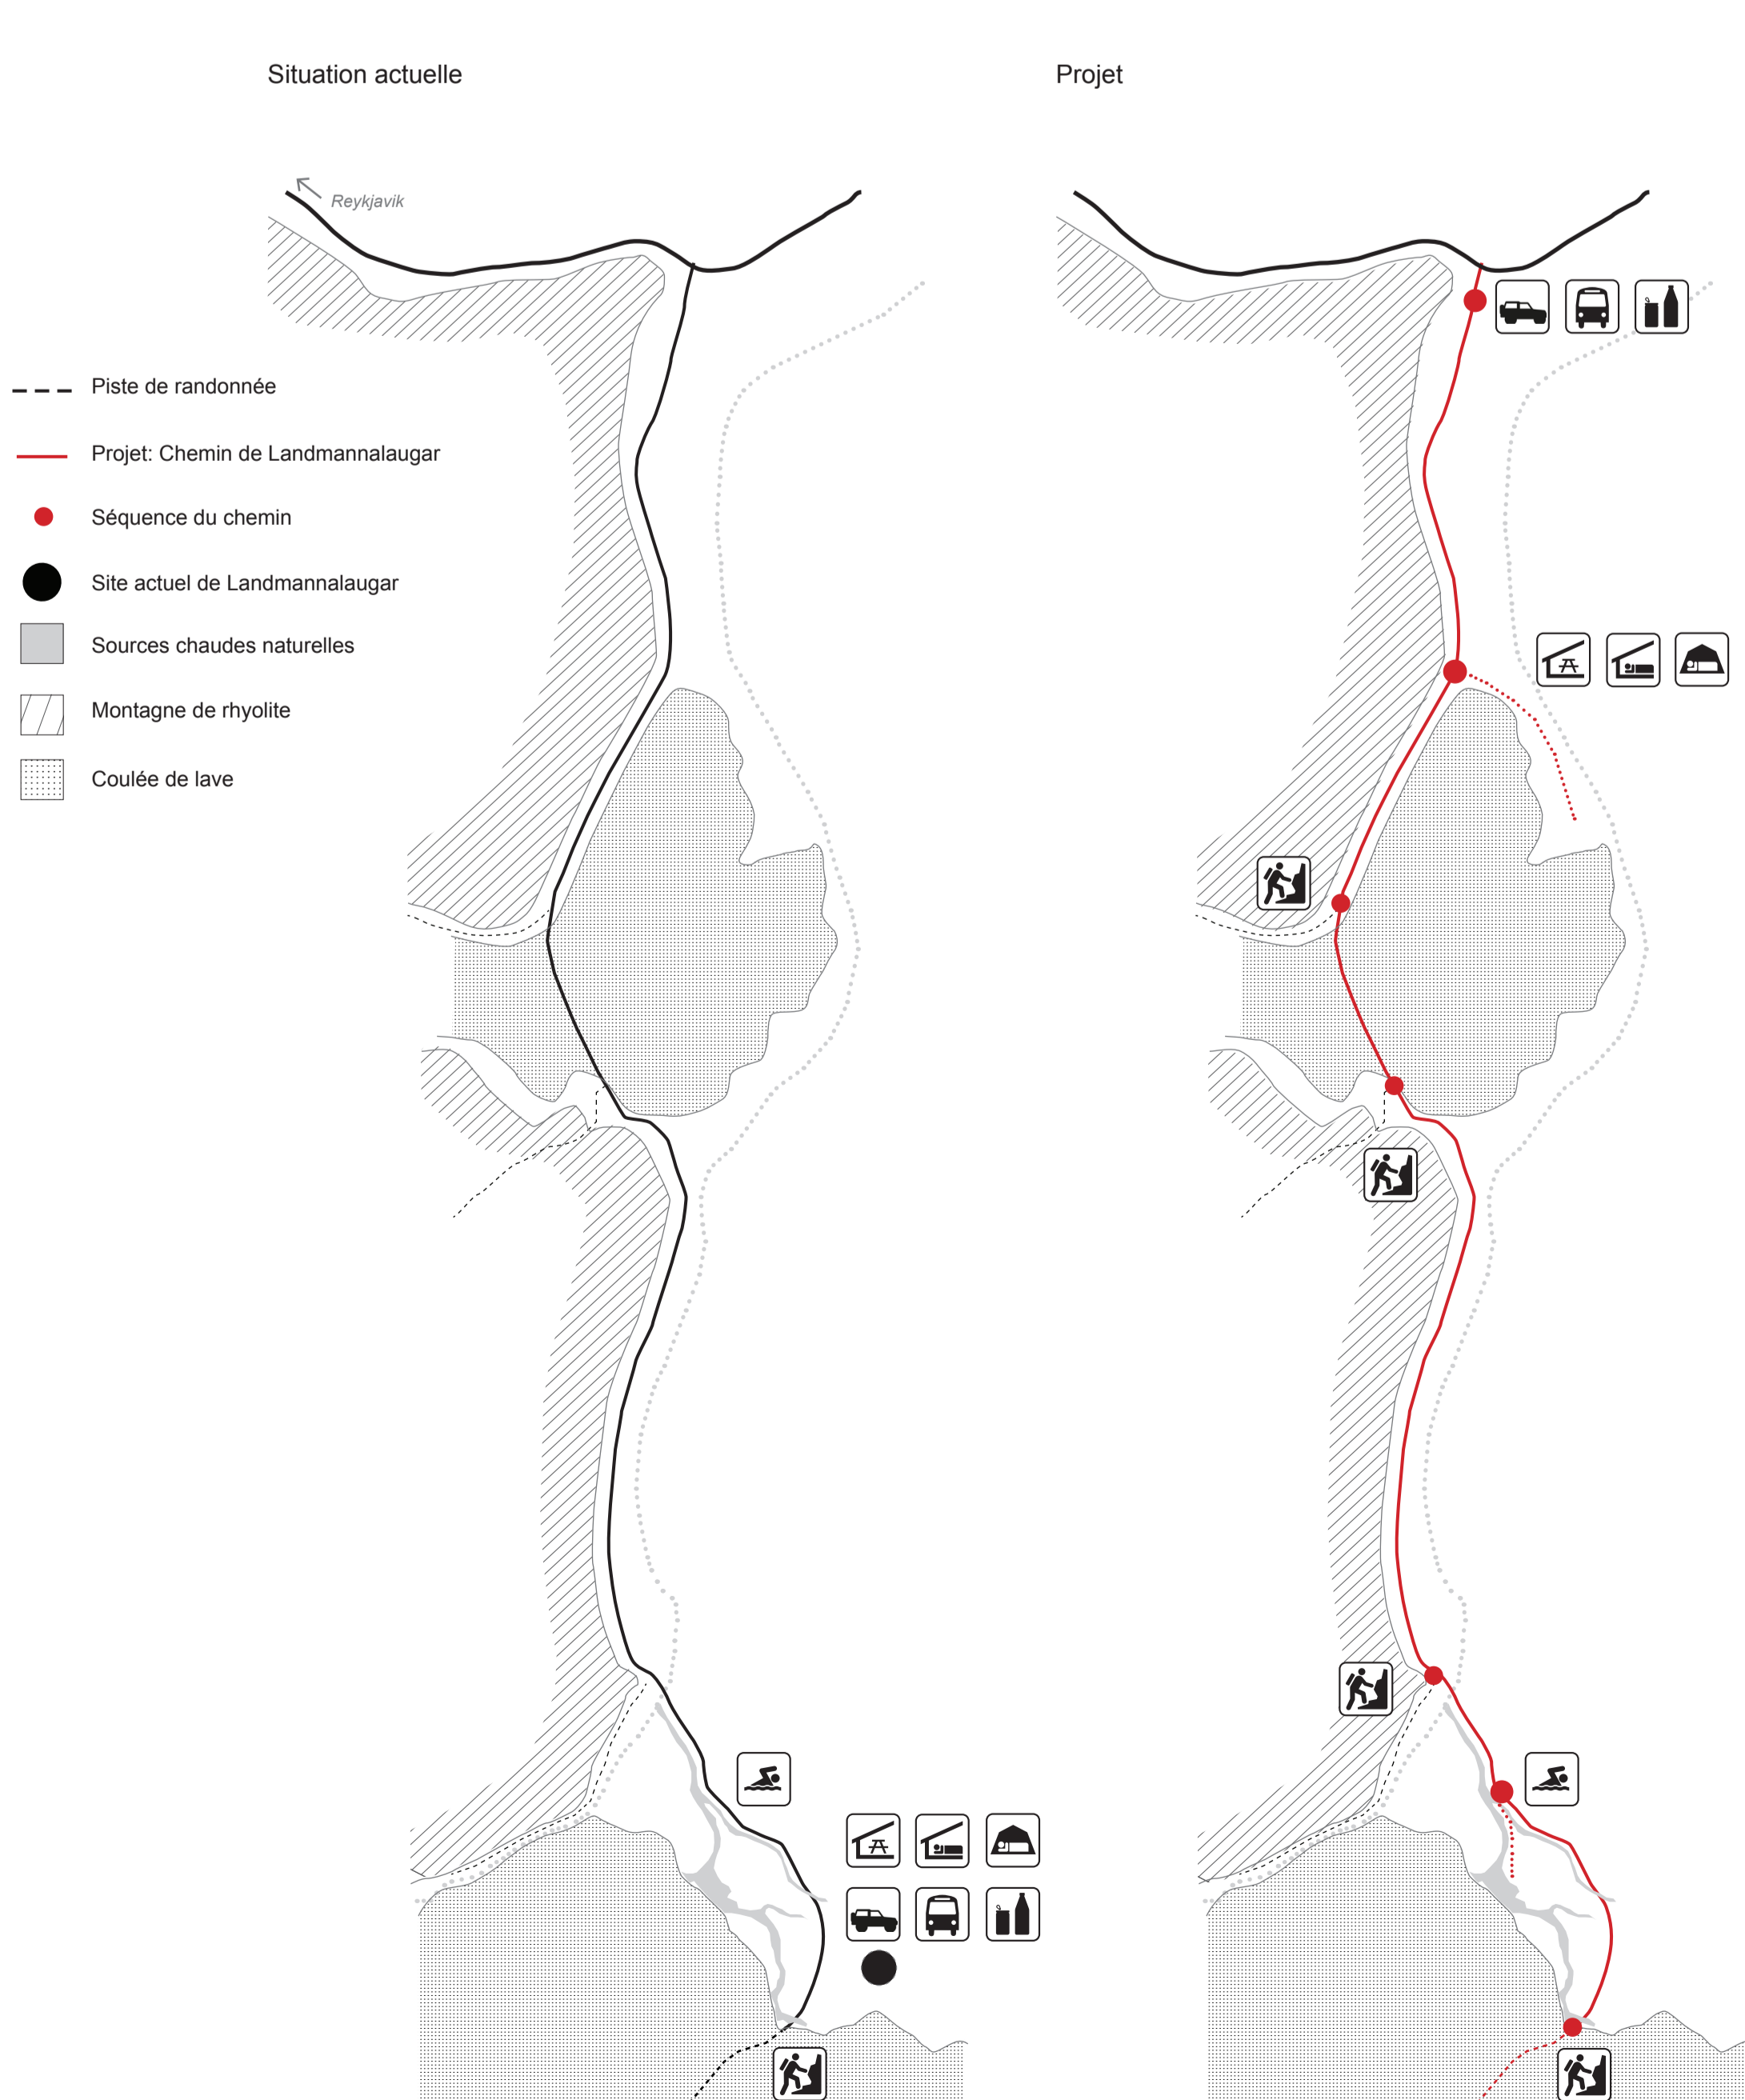 Situation actuelle
Projet
Reykjavik
Piste de randonnée
Projet: Chemin de Landmannalaugar
Séquence du chemin
Site actuel de Landmannalaugar
Sources chaudes naturelles
Montagne de rhyolite
Coulée de lave